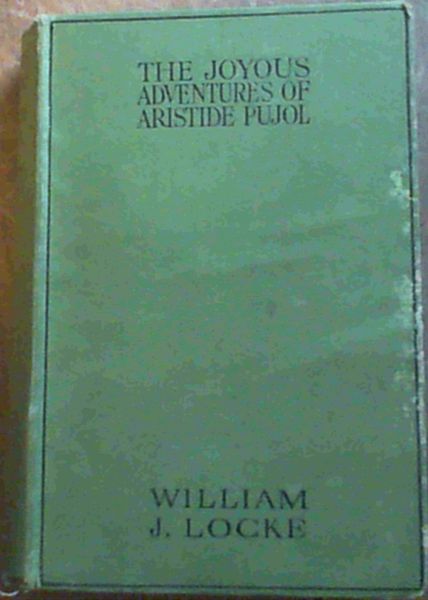 THE JOYOUS
ADVENTURES OF
ARISTIDE PUJOL
WILLIAM
J. LOCKE